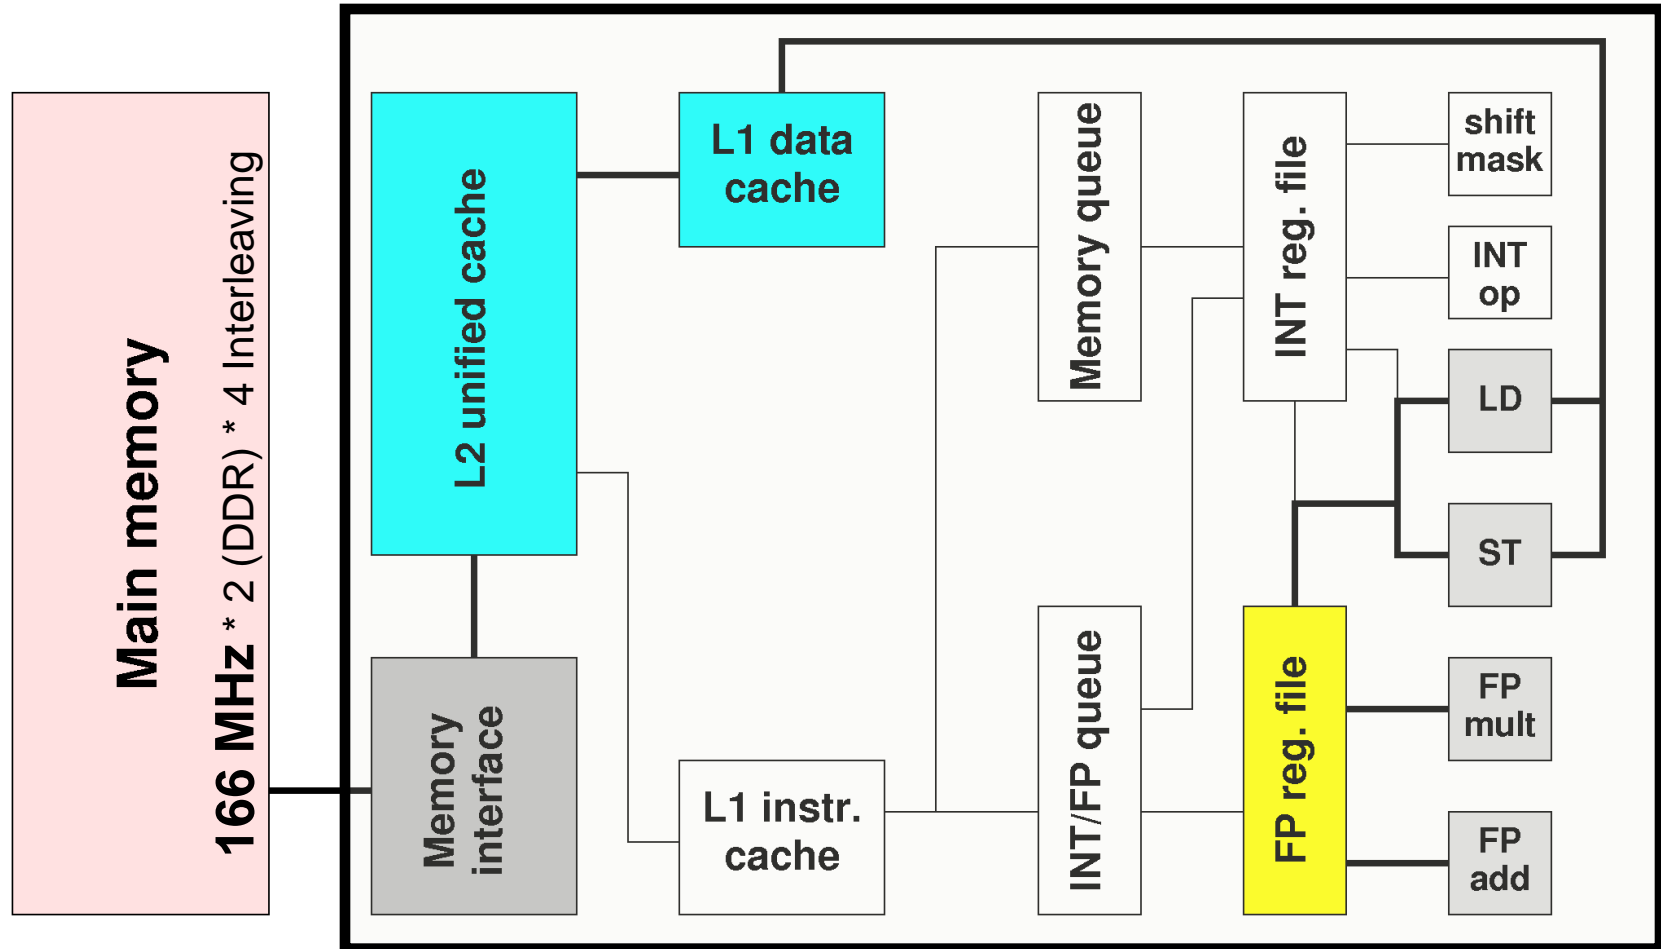 Main memory
166 MHz * 2 (DDR) * 4 Interleaving
L2 unified cache
Memory
interface
L1 data
cache
L1 instr.
cache
Memory queue
INT/FP queue
INT reg. file
FP reg. file
shift
mask
INT
op
LD
ST
FP
mult
FP
add